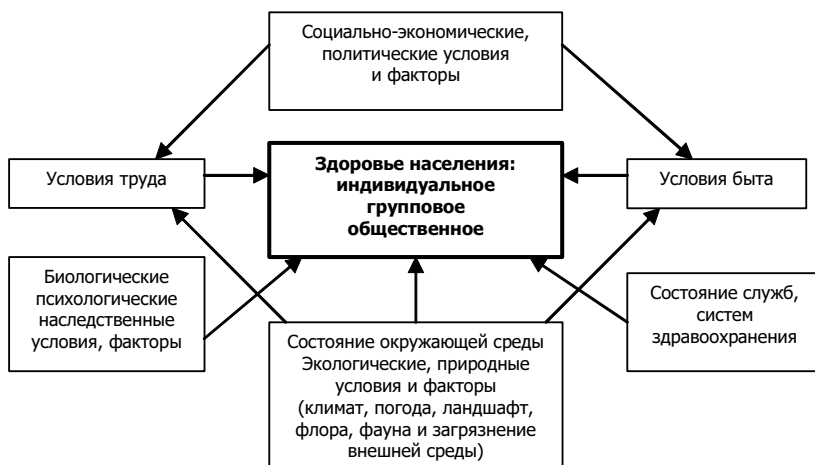 Социально-экономические,
политические условия
и факторы
Условия труда
Здоровье населения:
индивидуальное
групповое
общественное
Условия быта
Биологические
психологические
наследственные
условия, факторы
Состояние окружающей среды
Экологические, природные
условия и факторы
(климат, погода, ландшафт,
флора, фауна и загрязнение
внешней среды)
Состояние служб,
систем
здравоохранения